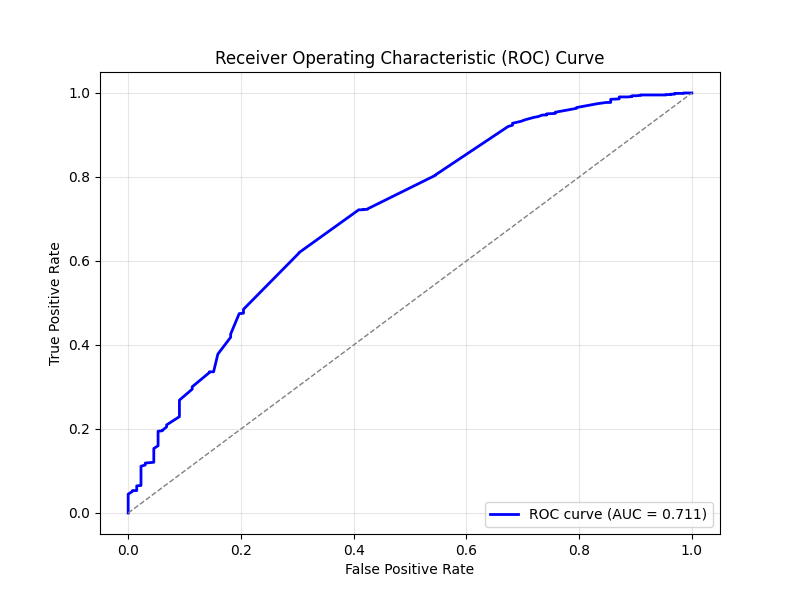 Receiver Operating Characteristic (ROC) Curve
True Positive Rate
1.0
0.8
0.6
0.4
0.2
0.0
ROC curve (AUC = 0.711)
0.0 0.2 0.4 0.6 0.8 1.0
False Positive Rate